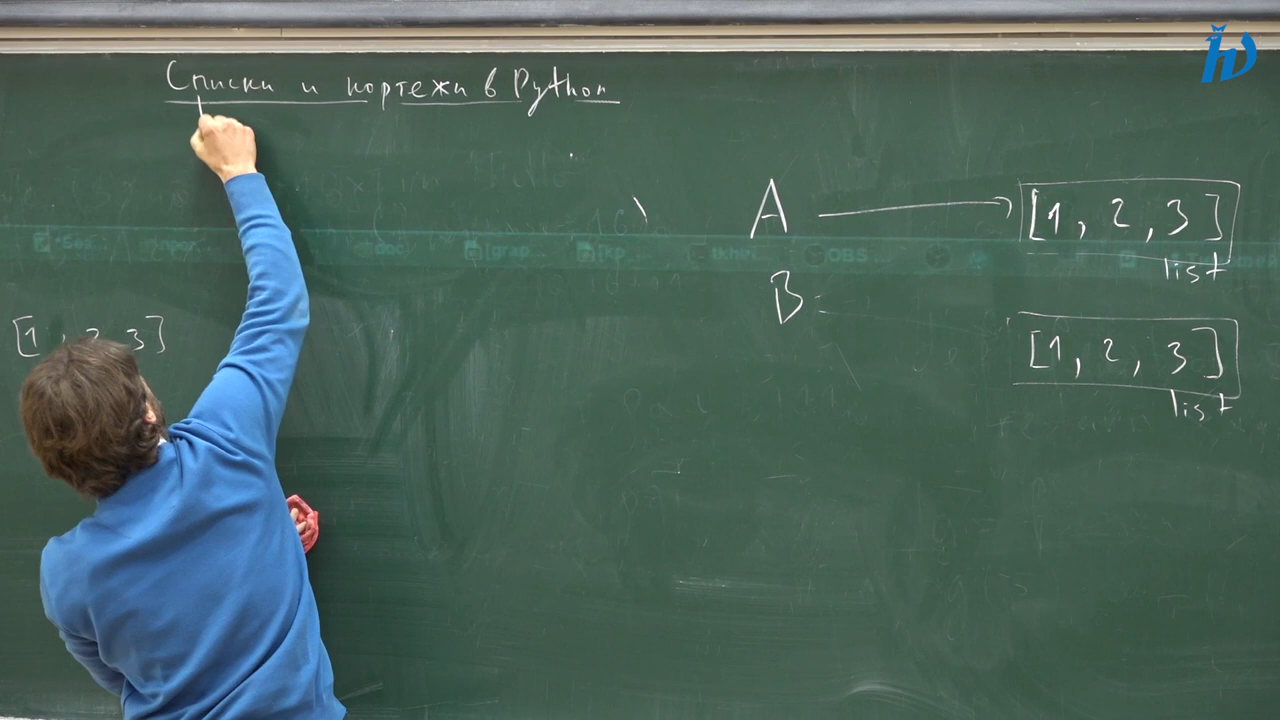 Списки и кортежи в Python
A
[1, 2, 3]
list
B
[1, 2, 3]
list
[1, 2, 3]